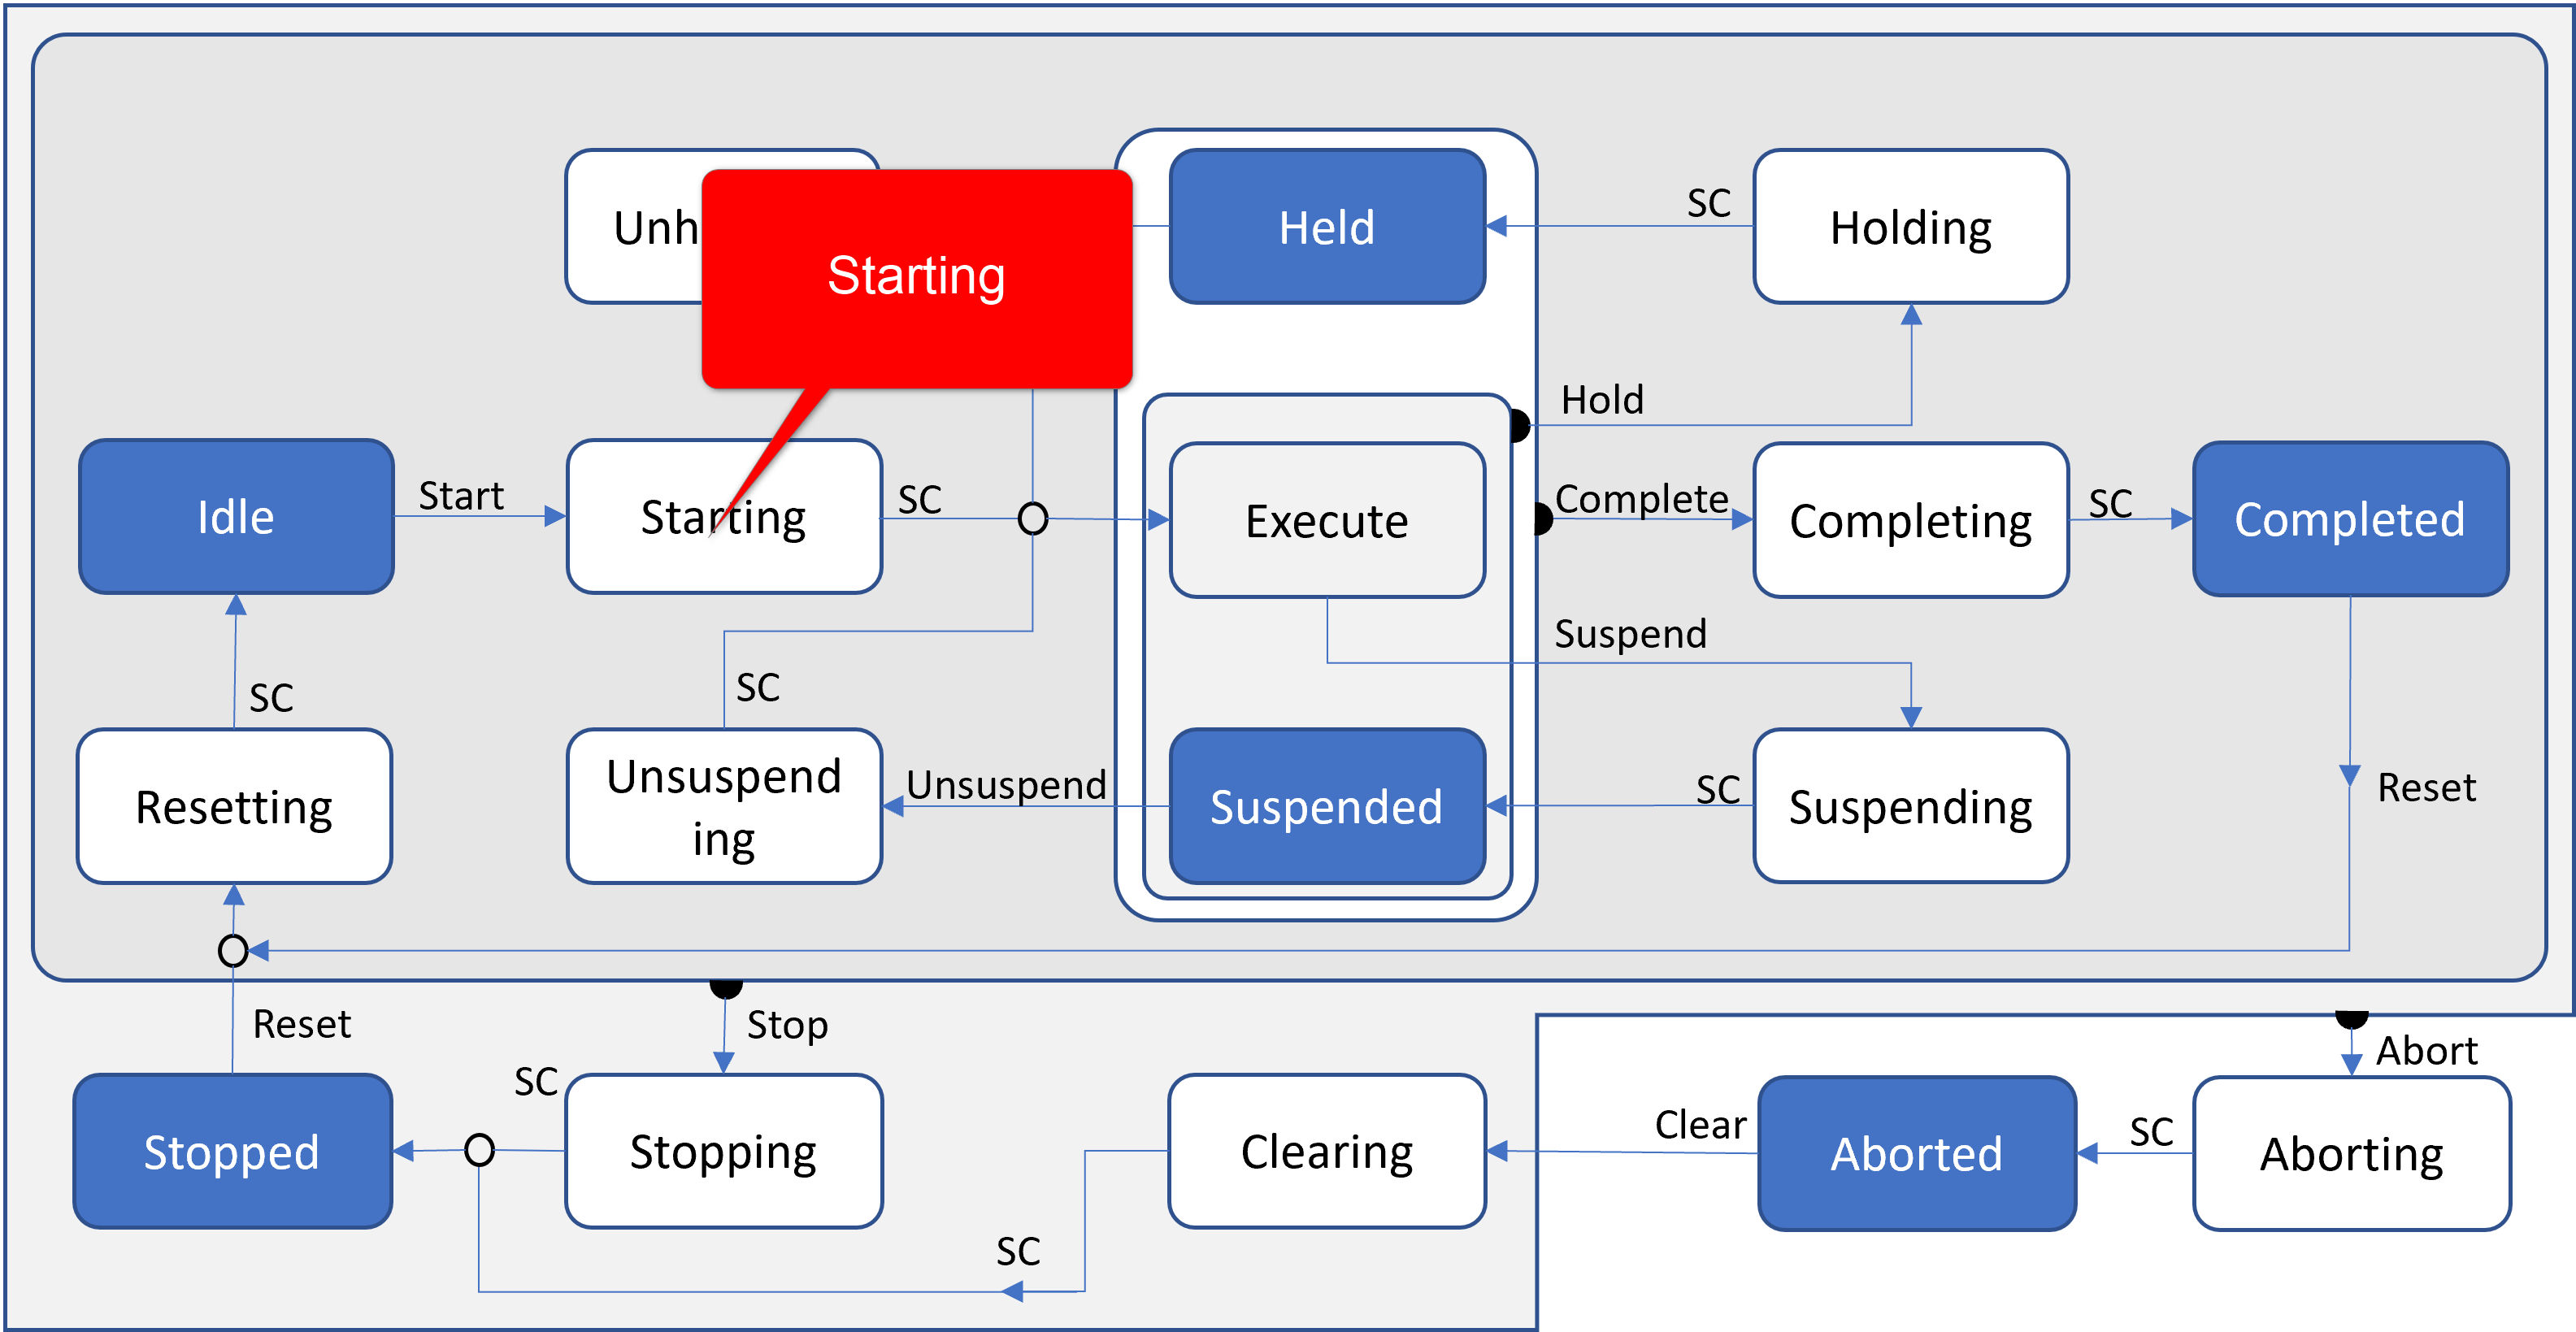 Unh
Starting
Held
SC
Holding
Hold
Idle
Start
Starting
SC
Execute
Complete
Completing
SC
Completed
Suspend
SC
Resetting
SC
Unsuspend
ing
Unsuspend
Suspended
SC
Suspending
Reset
Reset
Stop
Abort
Stopped
SC
Stopping
Clearing
Clear
Aborted
SC
Aborting
SC